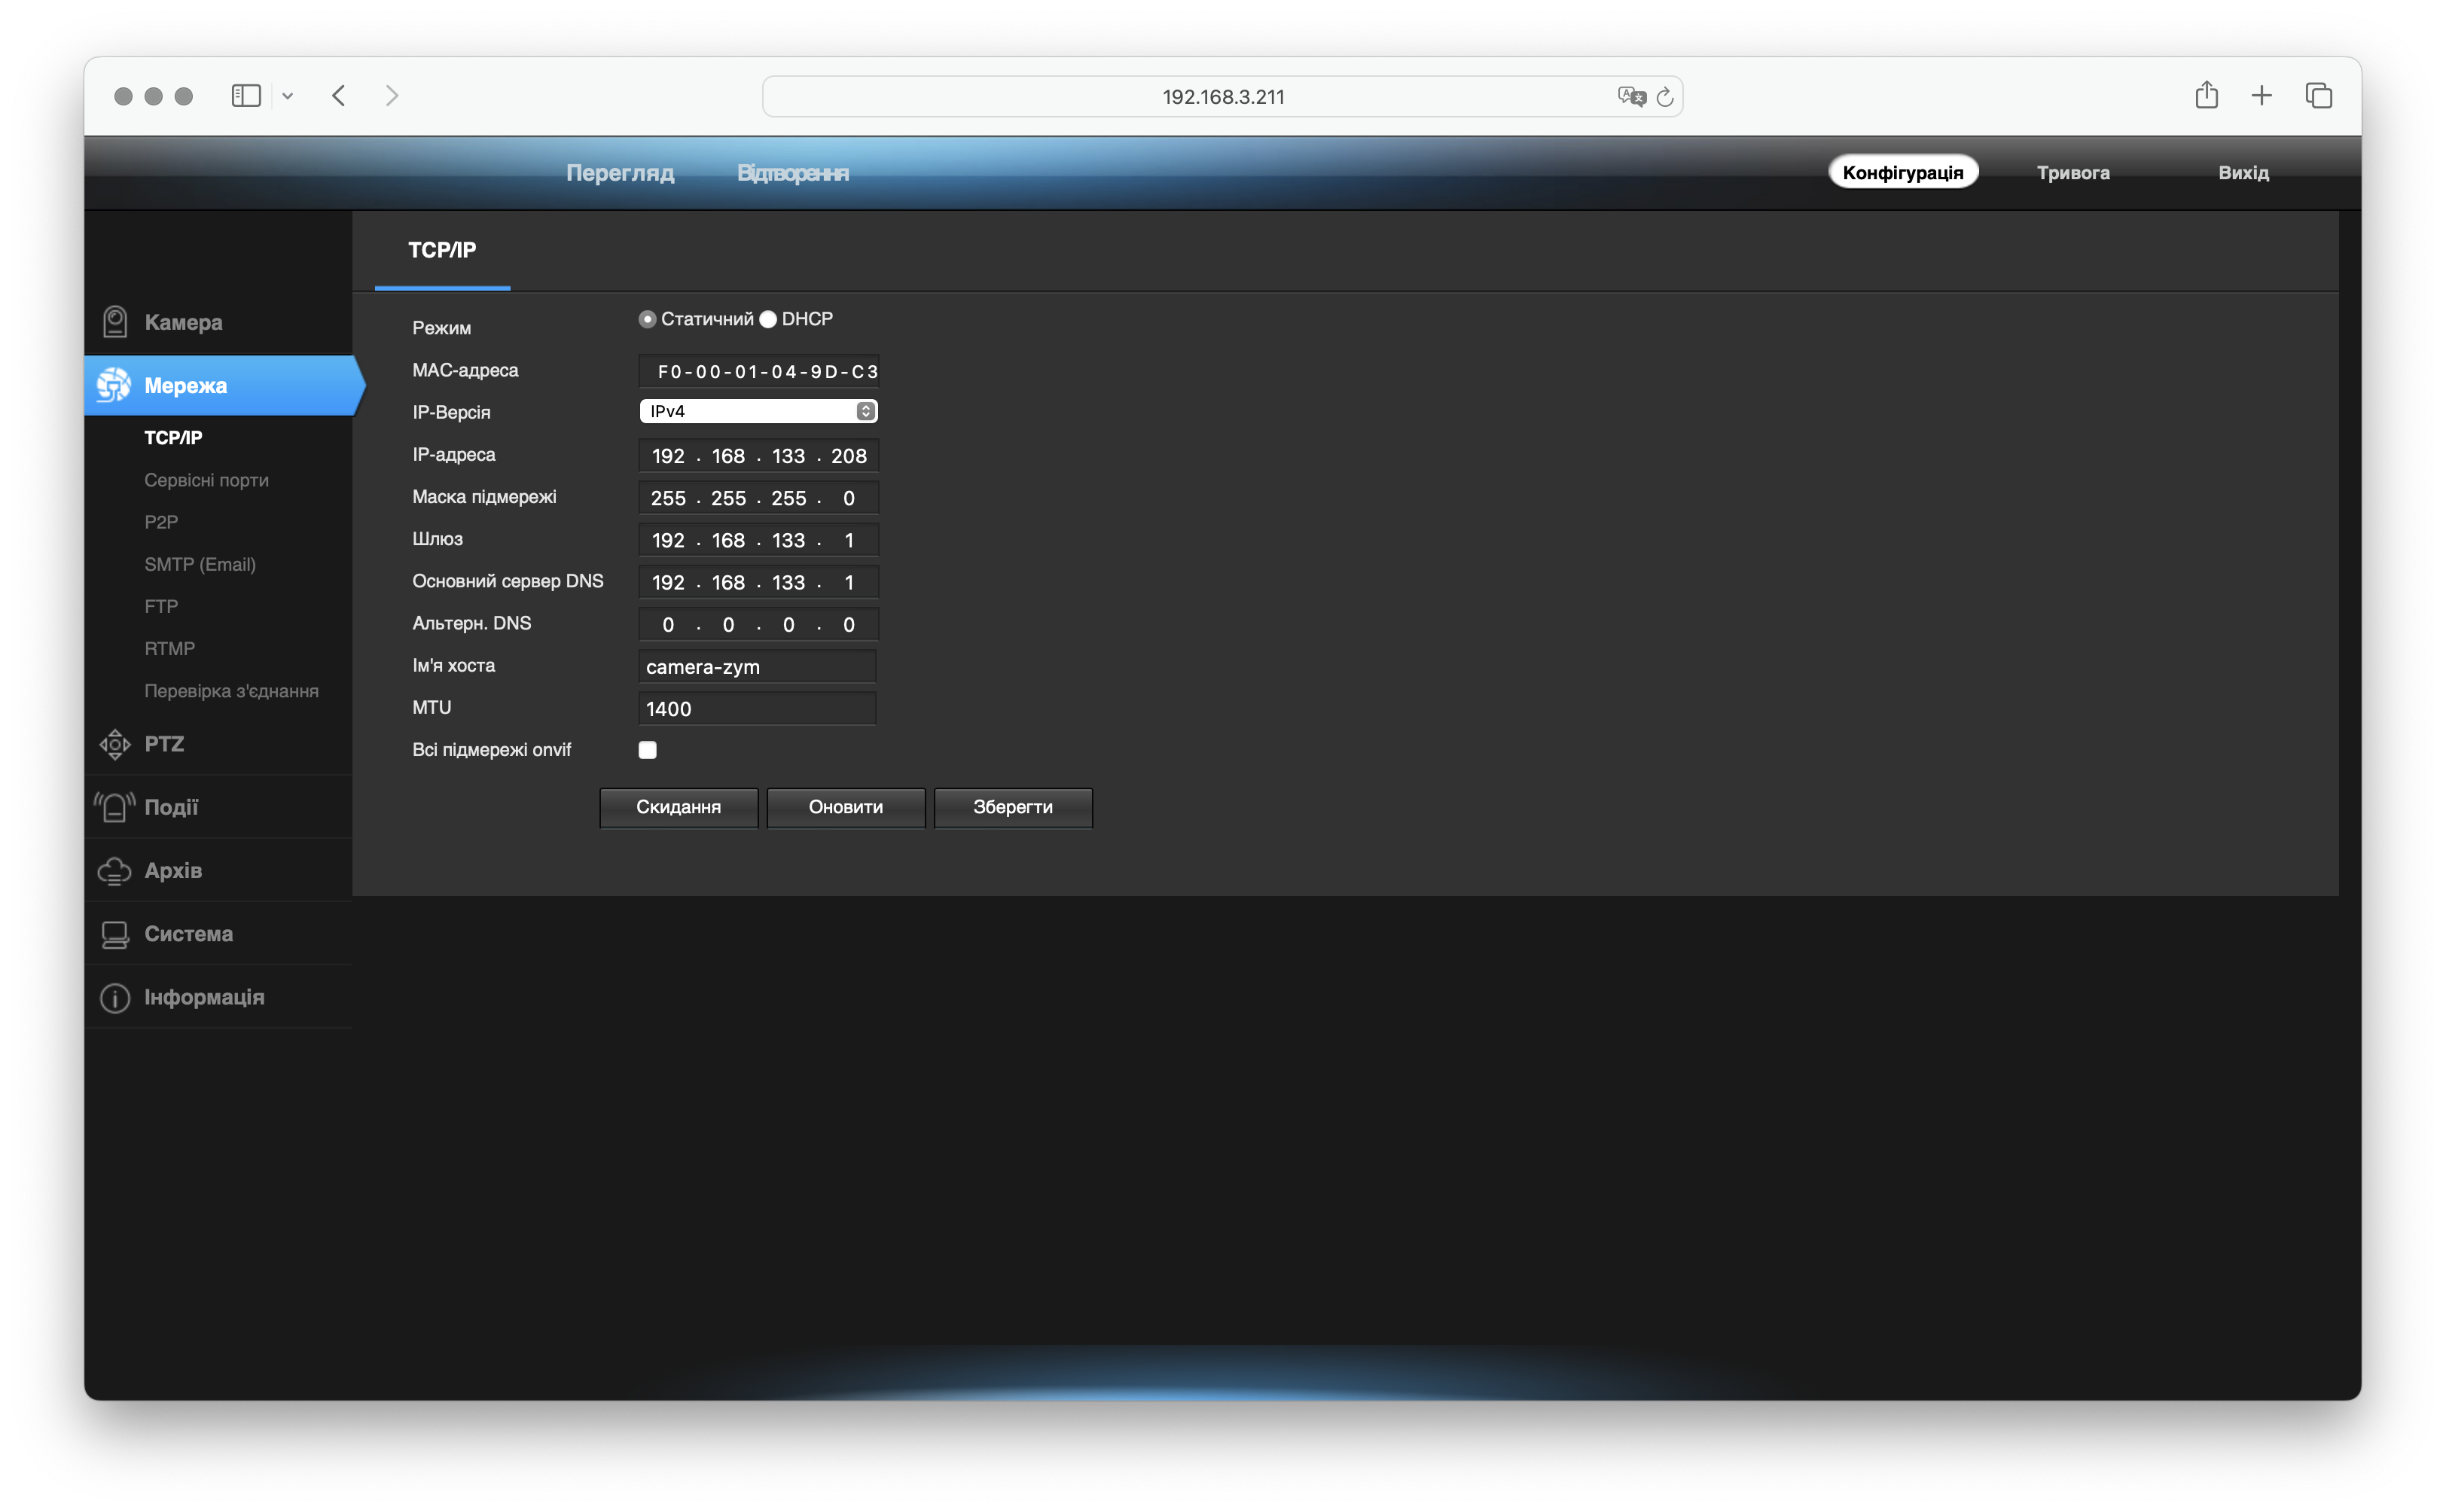 192.168.3.211
Перегляд Відтворення Конфігурація Тривога Вихід
TCP/IP
Камера
Мережа
TCP/IP
Сервісні порти
P2P
SMTP (Email)
FTP
RTMP
Перевірка з'єднання
PTZ
Події
Архів
Система
Інформація
Режим Статичний DHCP
MAC-адреса F0-00-01-04-9D-C3
IP-Версія IPv4
IP-адреса 192 . 168 . 133 . 208
Маска підмережі 255 . 255 . 255 . 0
Шлюз 192 . 168 . 133 . 1
Основний сервер DNS 192 . 168 . 133 . 1
Альтерн. DNS 0 . 0 . 0 . 0
Ім'я хоста camera-zym
MTU 1400
Всі підмережі onvif
Скидання Оновити Зберегти